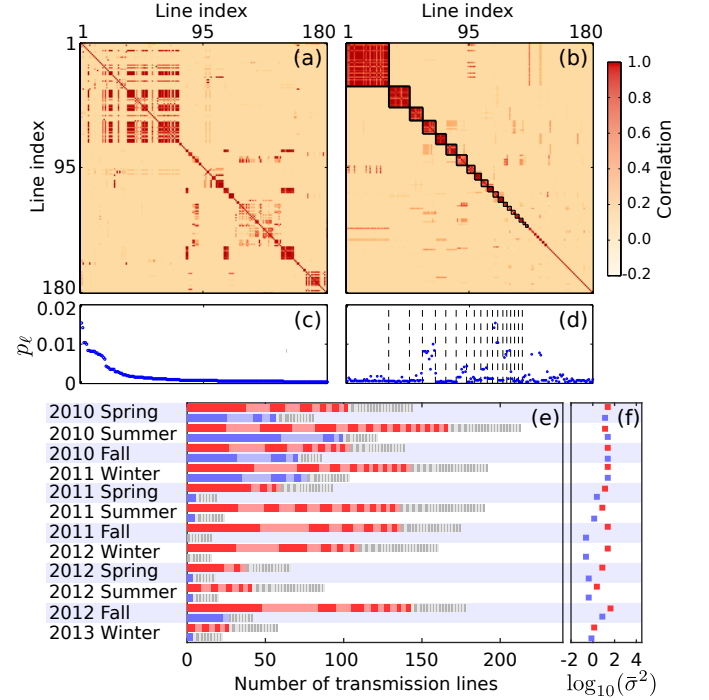 Line index
Line index
1 95 180
1 95 180
1
(a)
(b)
Line index
95
180
1.0
0.8
0.6
0.4
0.2
0.0
-0.2
Correlation
0.02
(c)
(d)
p_ℓ
0.01
0
2010 Spring
(e)
(f)
2010 Summer
2010 Fall
2011 Winter
2011 Spring
2011 Summer
2011 Fall
2012 Winter
2012 Spring
2012 Summer
2012 Fall
2013 Winter
0 50 100 150 200
-2 0 2 4
Number of transmission lines
log₁₀(σ̄²)